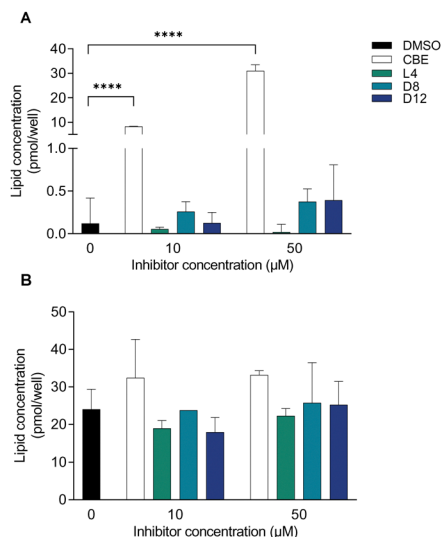 A
****
****
DMSO
CBE
L4
D8
D12
Lipid concentration
(pmol/well)
40
30
20
10
1.0
0.5
0.0
0
10
50
Inhibitor concentration (µM)
B
Lipid concentration
(pmol/well)
50
40
30
20
10
0
0
10
50
Inhibitor concentration (µM)